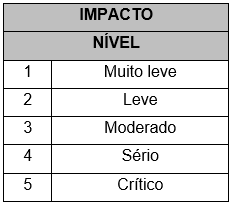 IMPACTO
NÍVEL
1 Muito leve
2 Leve
3 Moderado
4 Sério
5 Crítico